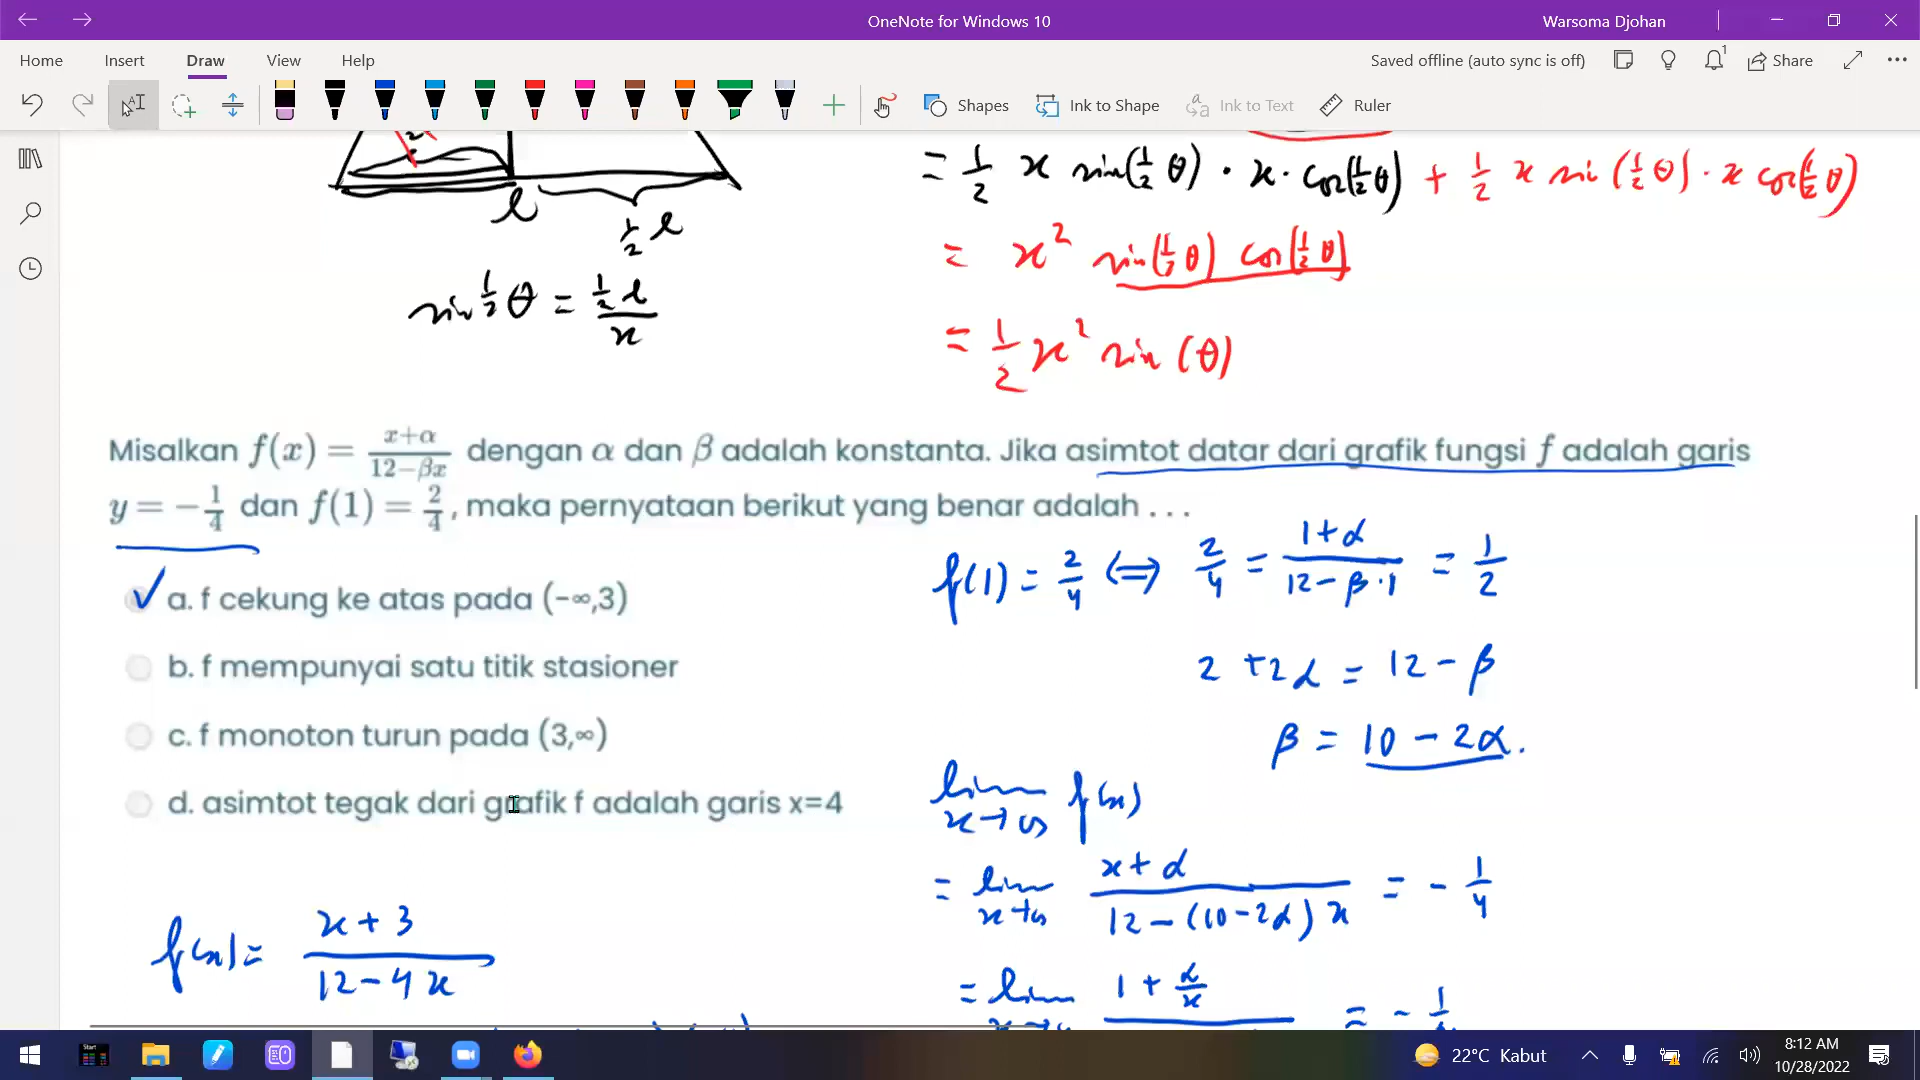 OneNote for Windows 10
Warsoma Djohan
Home Insert Draw View Help
Saved offline (auto sync is off)
1
Share
Shapes
Ink to Shape
Ink to Text
Ruler
l
1/2 l
sin 1/2 θ = (1/2 l)/x
= 1/2 x sin(1/2 θ) · x · cos(1/2 θ) + 1/2 x sin(1/2 θ) · x cos(1/2 θ)
= x² sin(1/2 θ) cos(1/2 θ)
= 1/2 x² sin (θ)
Misalkan f(x) = (x+α)/(12−βx) dengan α dan β adalah konstanta. Jika asimtot datar dari grafik fungsi f adalah garis
y = −1/4 dan f(1) = 2/4, maka pernyataan berikut yang benar adalah . . .
a. f cekung ke atas pada (-∞,3)
b. f mempunyai satu titik stasioner
c. f monoton turun pada (3,∞)
d. asimtot tegak dari grafik f adalah garis x=4
f(x) = (x + 3)/(12 − 4x)
f(1) = 2/4 ⟺ 2/4 = (1+α)/(12 − β·1) = 1/2
2 + 2α = 12 − β
β = 10 − 2α.
lim x→∞ f(x)
= lim x→∞ (x + α)/(12 − (10−2α) x) = − 1/4
= lim (1 + α/x) = − 1/4
Start
22°C Kabut
8:12 AM
10/28/2022